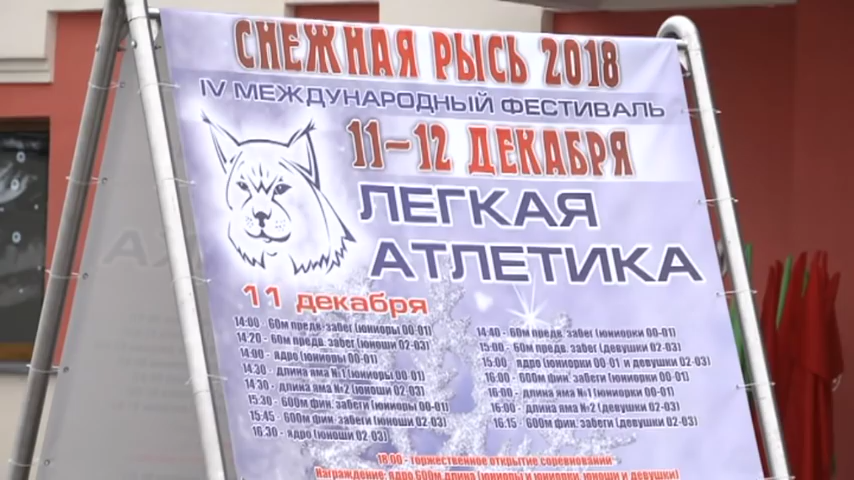 СНЕЖНАЯ РЫСЬ 2018
IV МЕЖДУНАРОДНЫЙ ФЕСТИВАЛЬ
11-12 ДЕКАБРЯ
ЛЕГКАЯ
АТЛЕТИКА
11 декабря
14:00 - 60м предв. забег (юниоры 00-01)
14:20 - 60м предв. забег (юноши 02-03)
14:00 - ядро (юниоры 00-01)
14:30 - длина яма №1 (юниоры 00-01)
14:30 - длина яма №2 (юноши 02-03)
15:30 - 600м фин. забеги (юниоры 00-01)
15:45 - 600м фин. забеги (юноши 02-03)
16:30 - ядро (юноши 02-03)
14:40 - 60м предв. забег (юниорки 00-01)
15:00 - 60м предв. забег (девушки 02-03)
15:00 - ядро (юниорки 00-01 и девушки 02-03)
16:00 - 600м фин. забеги (юниорки 00-01)
16:00 - длина яма №1 (юниорки 00-01)
16:00 - длина яма №2 (девушки 02-03)
16:15 - 600м фин. забеги (девушки 02-03)
18:00 - торжественное открытие соревнований
Награждение: ядро 600м длина (юниоры и юниорки, юноши и девушки)